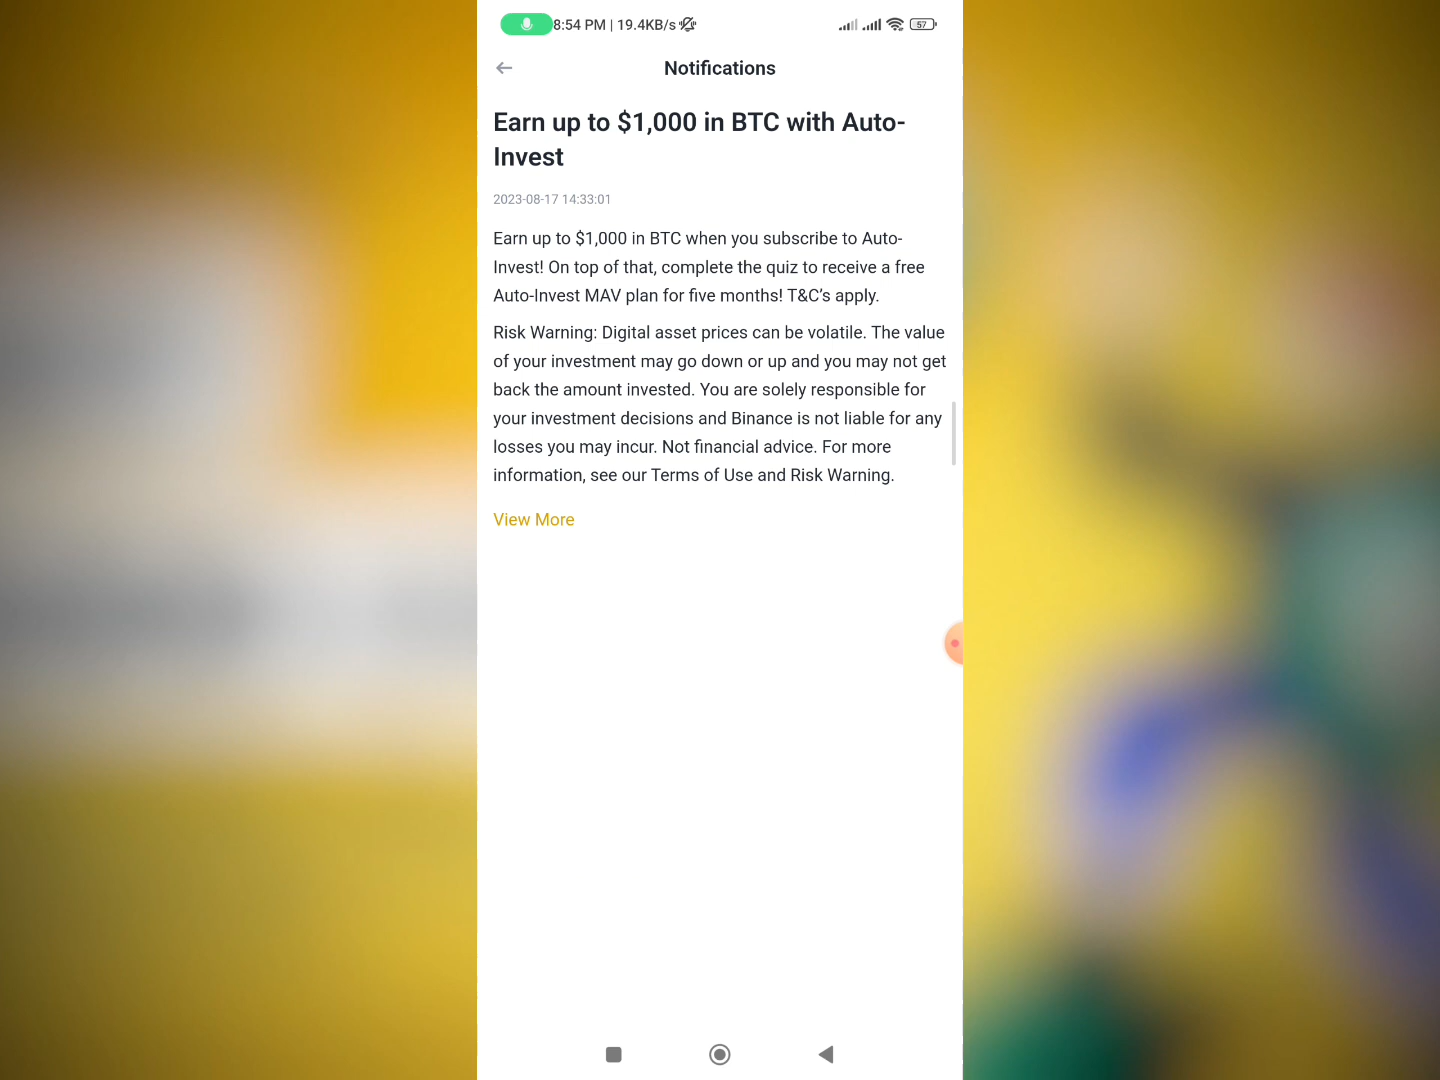 8:54 PM | 19.4KB/s
57
Notifications
Earn up to $1,000 in BTC with Auto-
Invest
2023-08-17 14:33:01
Earn up to $1,000 in BTC when you subscribe to Auto-
Invest! On top of that, complete the quiz to receive a free
Auto-Invest MAV plan for five months! T&C’s apply.
Risk Warning: Digital asset prices can be volatile. The value
of your investment may go down or up and you may not get
back the amount invested. You are solely responsible for
your investment decisions and Binance is not liable for any
losses you may incur. Not financial advice. For more
information, see our Terms of Use and Risk Warning.
View More